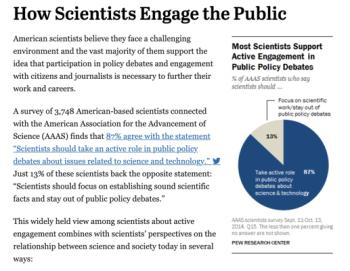 How Scientists Engage the Public
American scientists believe they face a challenging
environment and the vast majority of them support the
idea that participation in policy debates and engagement
with citizens and journalists is necessary to further their
work and careers.
A survey of 3,748 American-based scientists connected
with the American Association for the Advancement of
Science (AAAS) finds that 87% agree with the statement
“Scientists should take an active role in public policy
debates about issues related to science and technology.”
Just 13% of these scientists back the opposite statement:
“Scientists should focus on establishing sound scientific
facts and stay out of public policy debates.”
This widely held view among scientists about active
engagement combines with scientists’ perspectives on the
relationship between science and society today in several
ways:
Most Scientists Support
Active Engagement in
Public Policy Debates
% of AAAS scientists who say
scientists should ...
Focus on scientific
work/stay out of
public policy debates
13%
Take active role
in public policy
debates about
science & technology
87%
AAAS scientists survey Sept. 11-Oct. 13,
2014. Q15. The less than one percent giving
no answer are not shown.
PEW RESEARCH CENTER